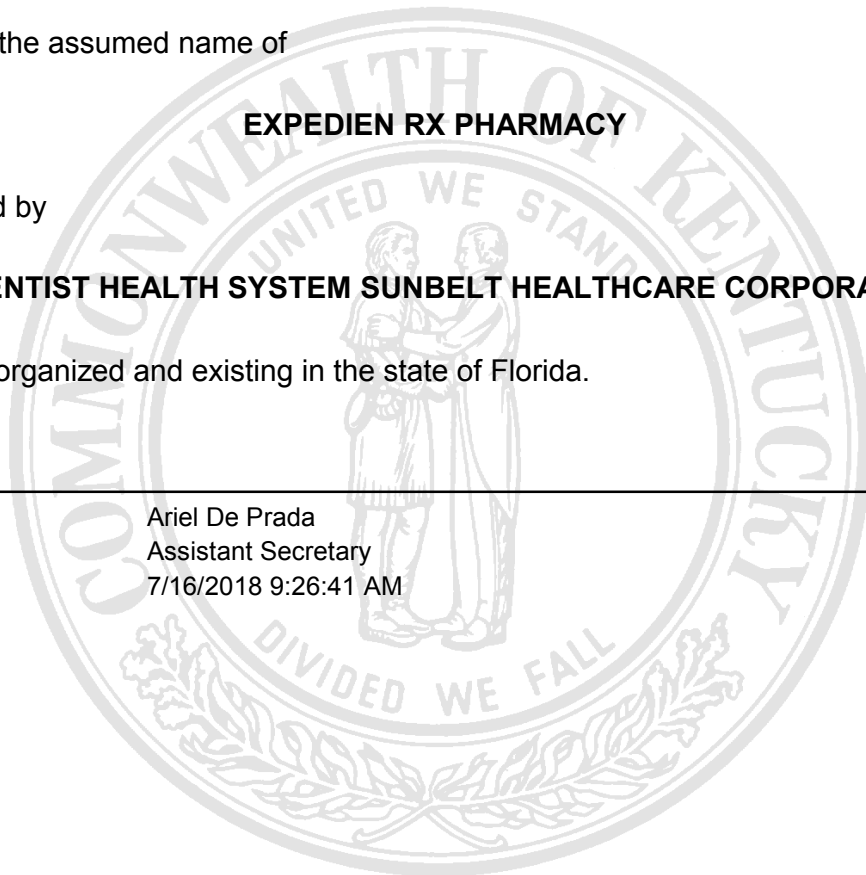 the assumed name of
EXPEDIEN RX PHARMACY
d by
ENTIST HEALTH SYSTEM SUNBELT HEALTHCARE CORPORA
organized and existing in the state of Florida.
Ariel De Prada
Assistant Secretary
7/16/2018 9:26:41 AM
COMMONWEALTH OF KENTUCKY
UNITED WE STAND
DIVIDED WE FALL